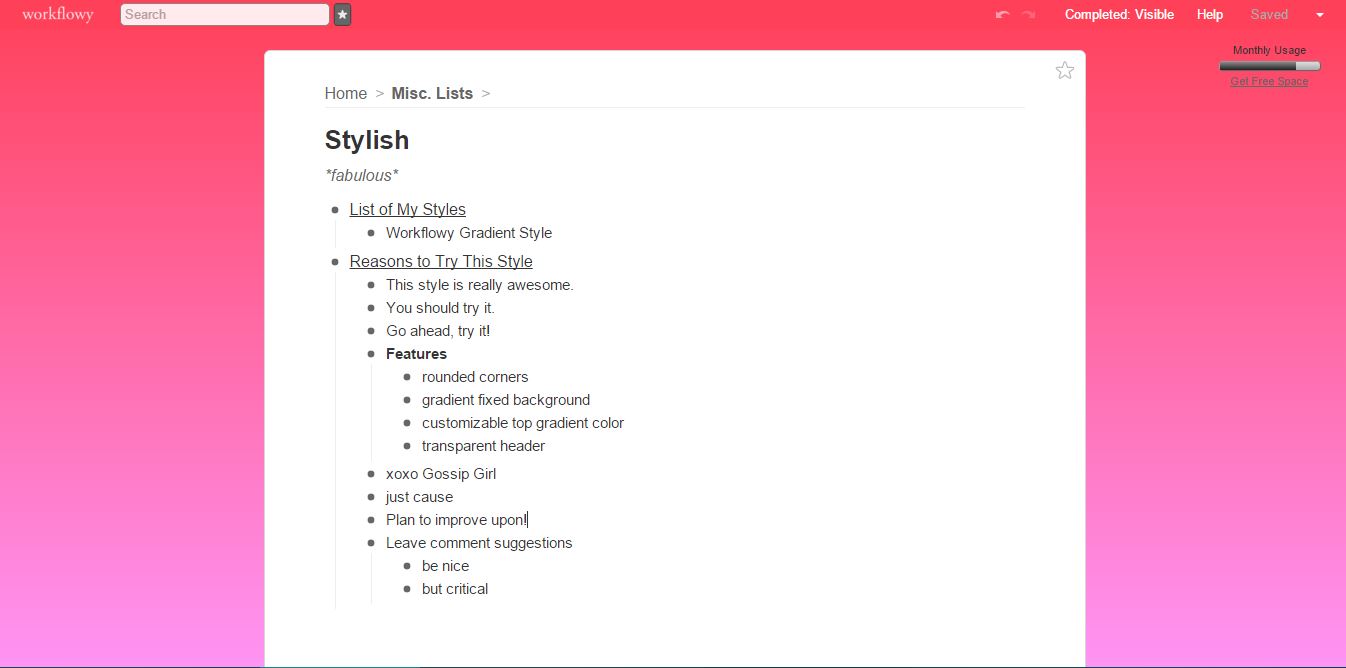 workflowy
Search
Completed: Visible
Help
Saved
Monthly Usage
Get Free Space
Home > Misc. Lists >
Stylish
*fabulous*
List of My Styles
Workflowy Gradient Style
Reasons to Try This Style
This style is really awesome.
You should try it.
Go ahead, try it!
Features
rounded corners
gradient fixed background
customizable top gradient color
transparent header
xoxo Gossip Girl
just cause
Plan to improve upon!
Leave comment suggestions
be nice
but critical